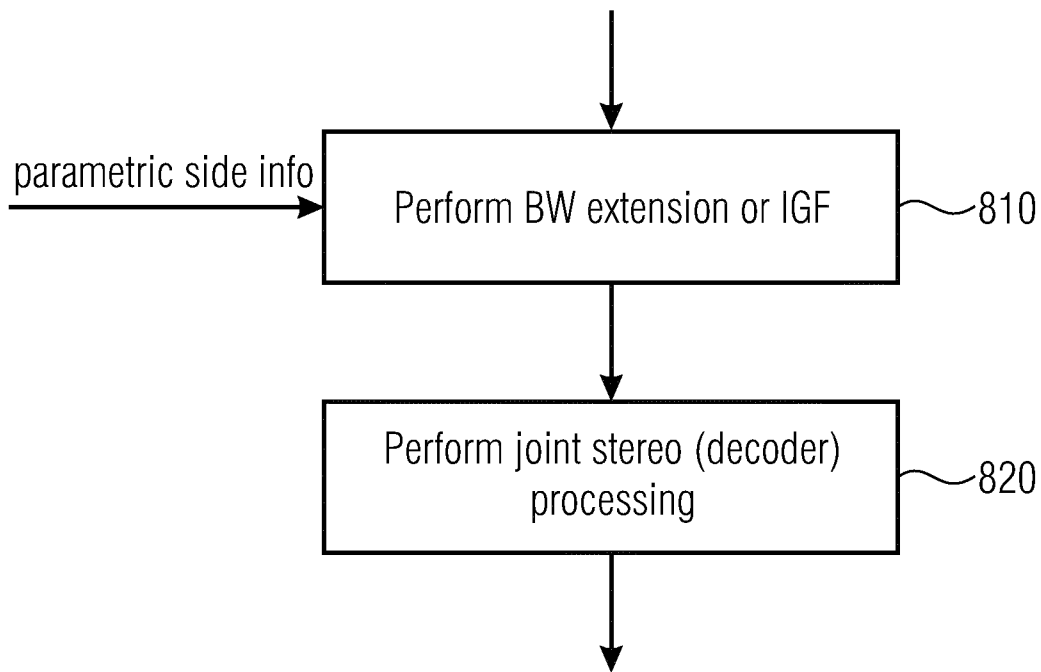 parametric side info
Perform BW extension or IGF
810
Perform joint stereo (decoder)
processing
820